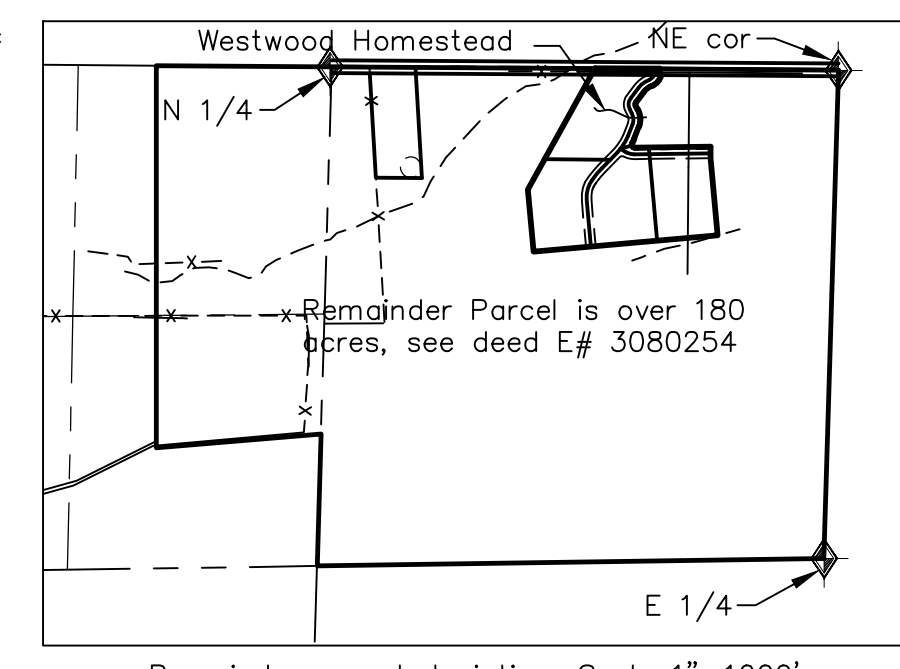 Westwood Homestead
NE cor
N 1/4
Remainder Parcel is over 180
acres, see deed E# 3080254
E 1/4